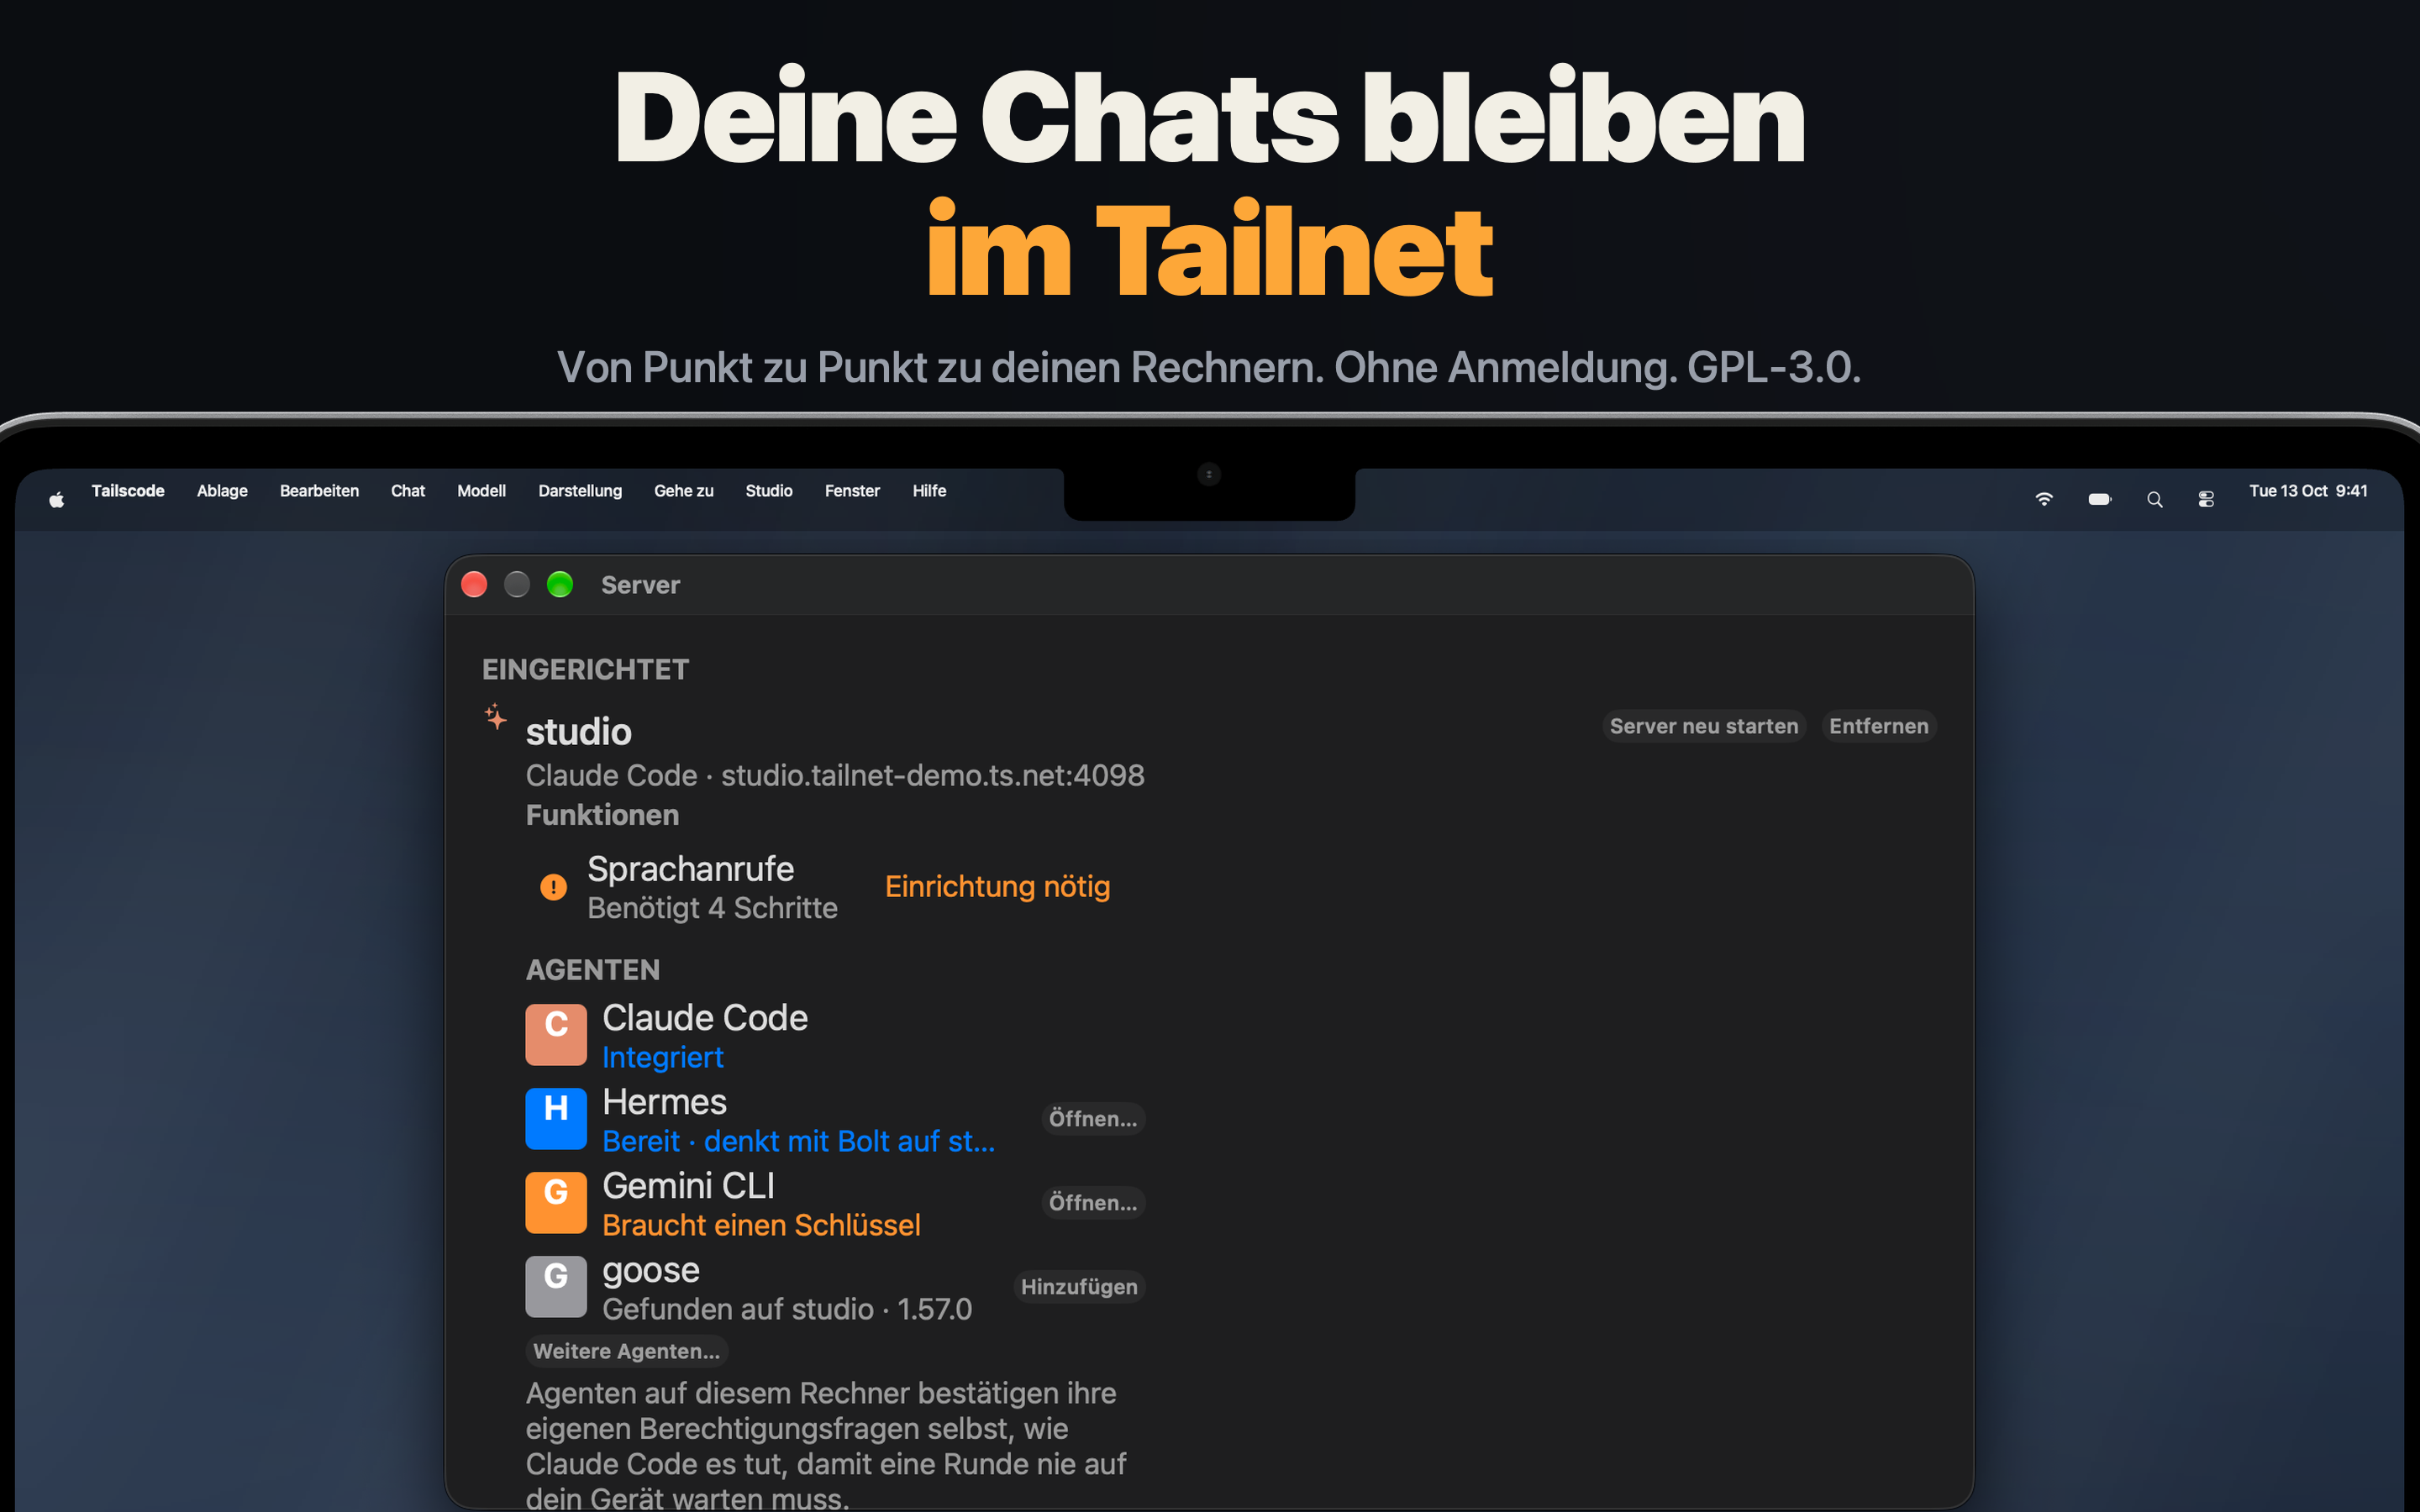 Deine Chats bleiben
im Tailnet
Von Punkt zu Punkt zu deinen Rechnern. Ohne Anmeldung. GPL-3.0.
Tailscode Ablage Bearbeiten Chat Modell Darstellung Gehe zu Studio Fenster Hilfe Tue 13 Oct 9:41
Server
EINGERICHTET
studio Server neu starten Entfernen
Claude Code · studio.tailnet-demo.ts.net:4098
Funktionen
Sprachanrufe
Benötigt 4 Schritte
Einrichtung nötig
AGENTEN
C
Claude Code
Integriert
H
Hermes
Bereit · denkt mit Bolt auf st...
Öffnen...
G
Gemini CLI
Braucht einen Schlüssel
Öffnen...
G
goose
Gefunden auf studio · 1.57.0
Hinzufügen
Weitere Agenten...
Agenten auf diesem Rechner bestätigen ihre
eigenen Berechtigungsfragen selbst, wie
Claude Code es tut, damit eine Runde nie auf
dein Gerät warten muss.